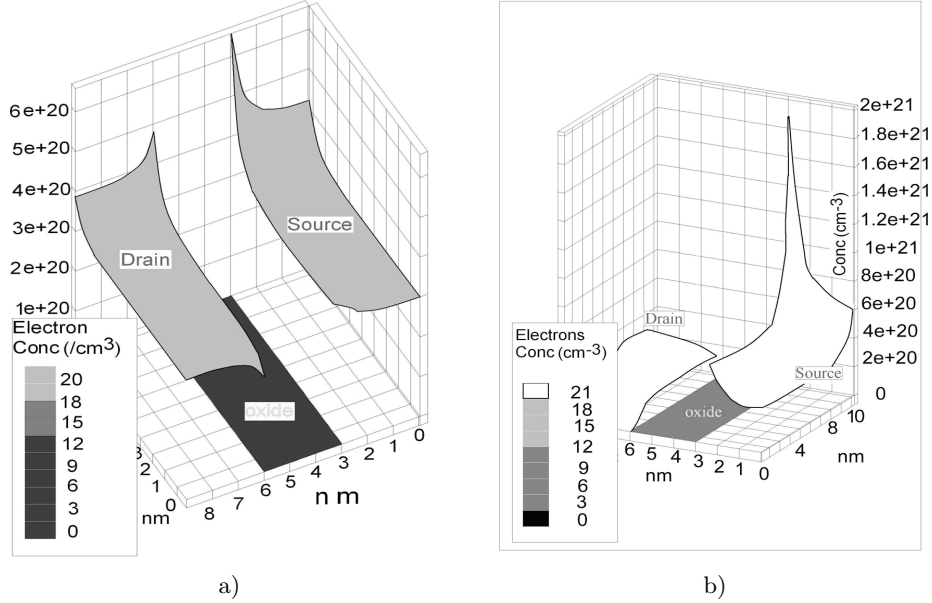 6e+20
5e+20
4e+20
3e+20
2e+20
1e+20
Drain
Source
oxide
Electron
Conc (/cm3)
20
18
15
12
9
6
3
0
3
2
1
0
nm
8
7
6
5
4
3
2
1
0
n m
a)
2e+21
1.8e+21
1.6e+21
1.4e+21
1.2e+21
1e+21
8e+20
6e+20
4e+20
2e+20
0
Conc (cm-3)
Drain
Source
oxide
Electrons
Conc (cm-3)
21
18
15
12
9
6
3
0
6
5
4
3
2
1
0
nm
4
6
8
10
nm
b)